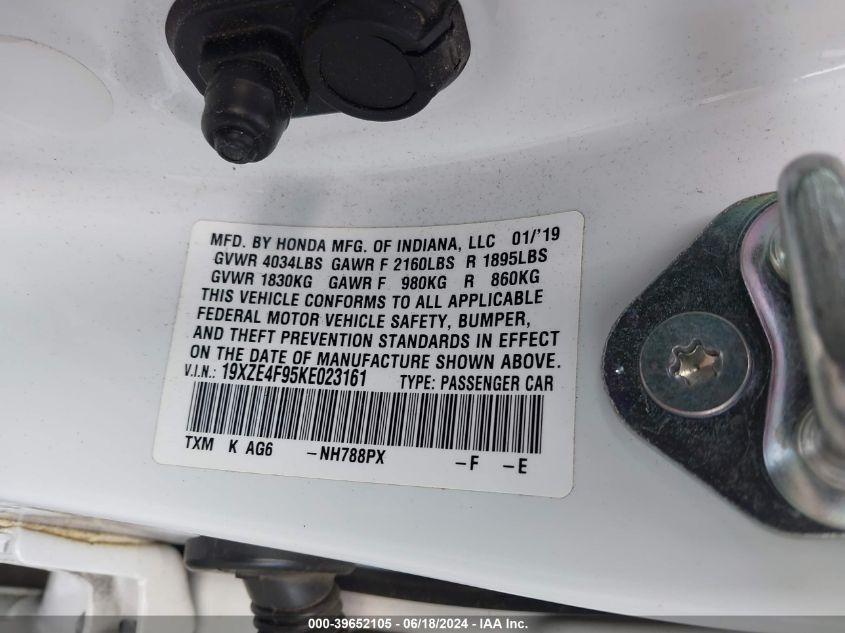 MFD. BY HONDA MFG. OF INDIANA, LLC 01/'19
GVWR 4034LBS GAWR F 2160LBS R 1895LBS
GVWR 1830KG GAWR F 980KG R 860KG
THIS VEHICLE CONFORMS TO ALL APPLICABLE
FEDERAL MOTOR VEHICLE SAFETY, BUMPER,
AND THEFT PREVENTION STANDARDS IN EFFECT
ON THE DATE OF MANUFACTURE SHOWN ABOVE.
V.I.N.: 19XZE4F95KE023161 TYPE: PASSENGER CAR
TXM K AG6 -NH788PX -F -E
000-39652105 - 06/18/2024 - IAA Inc.